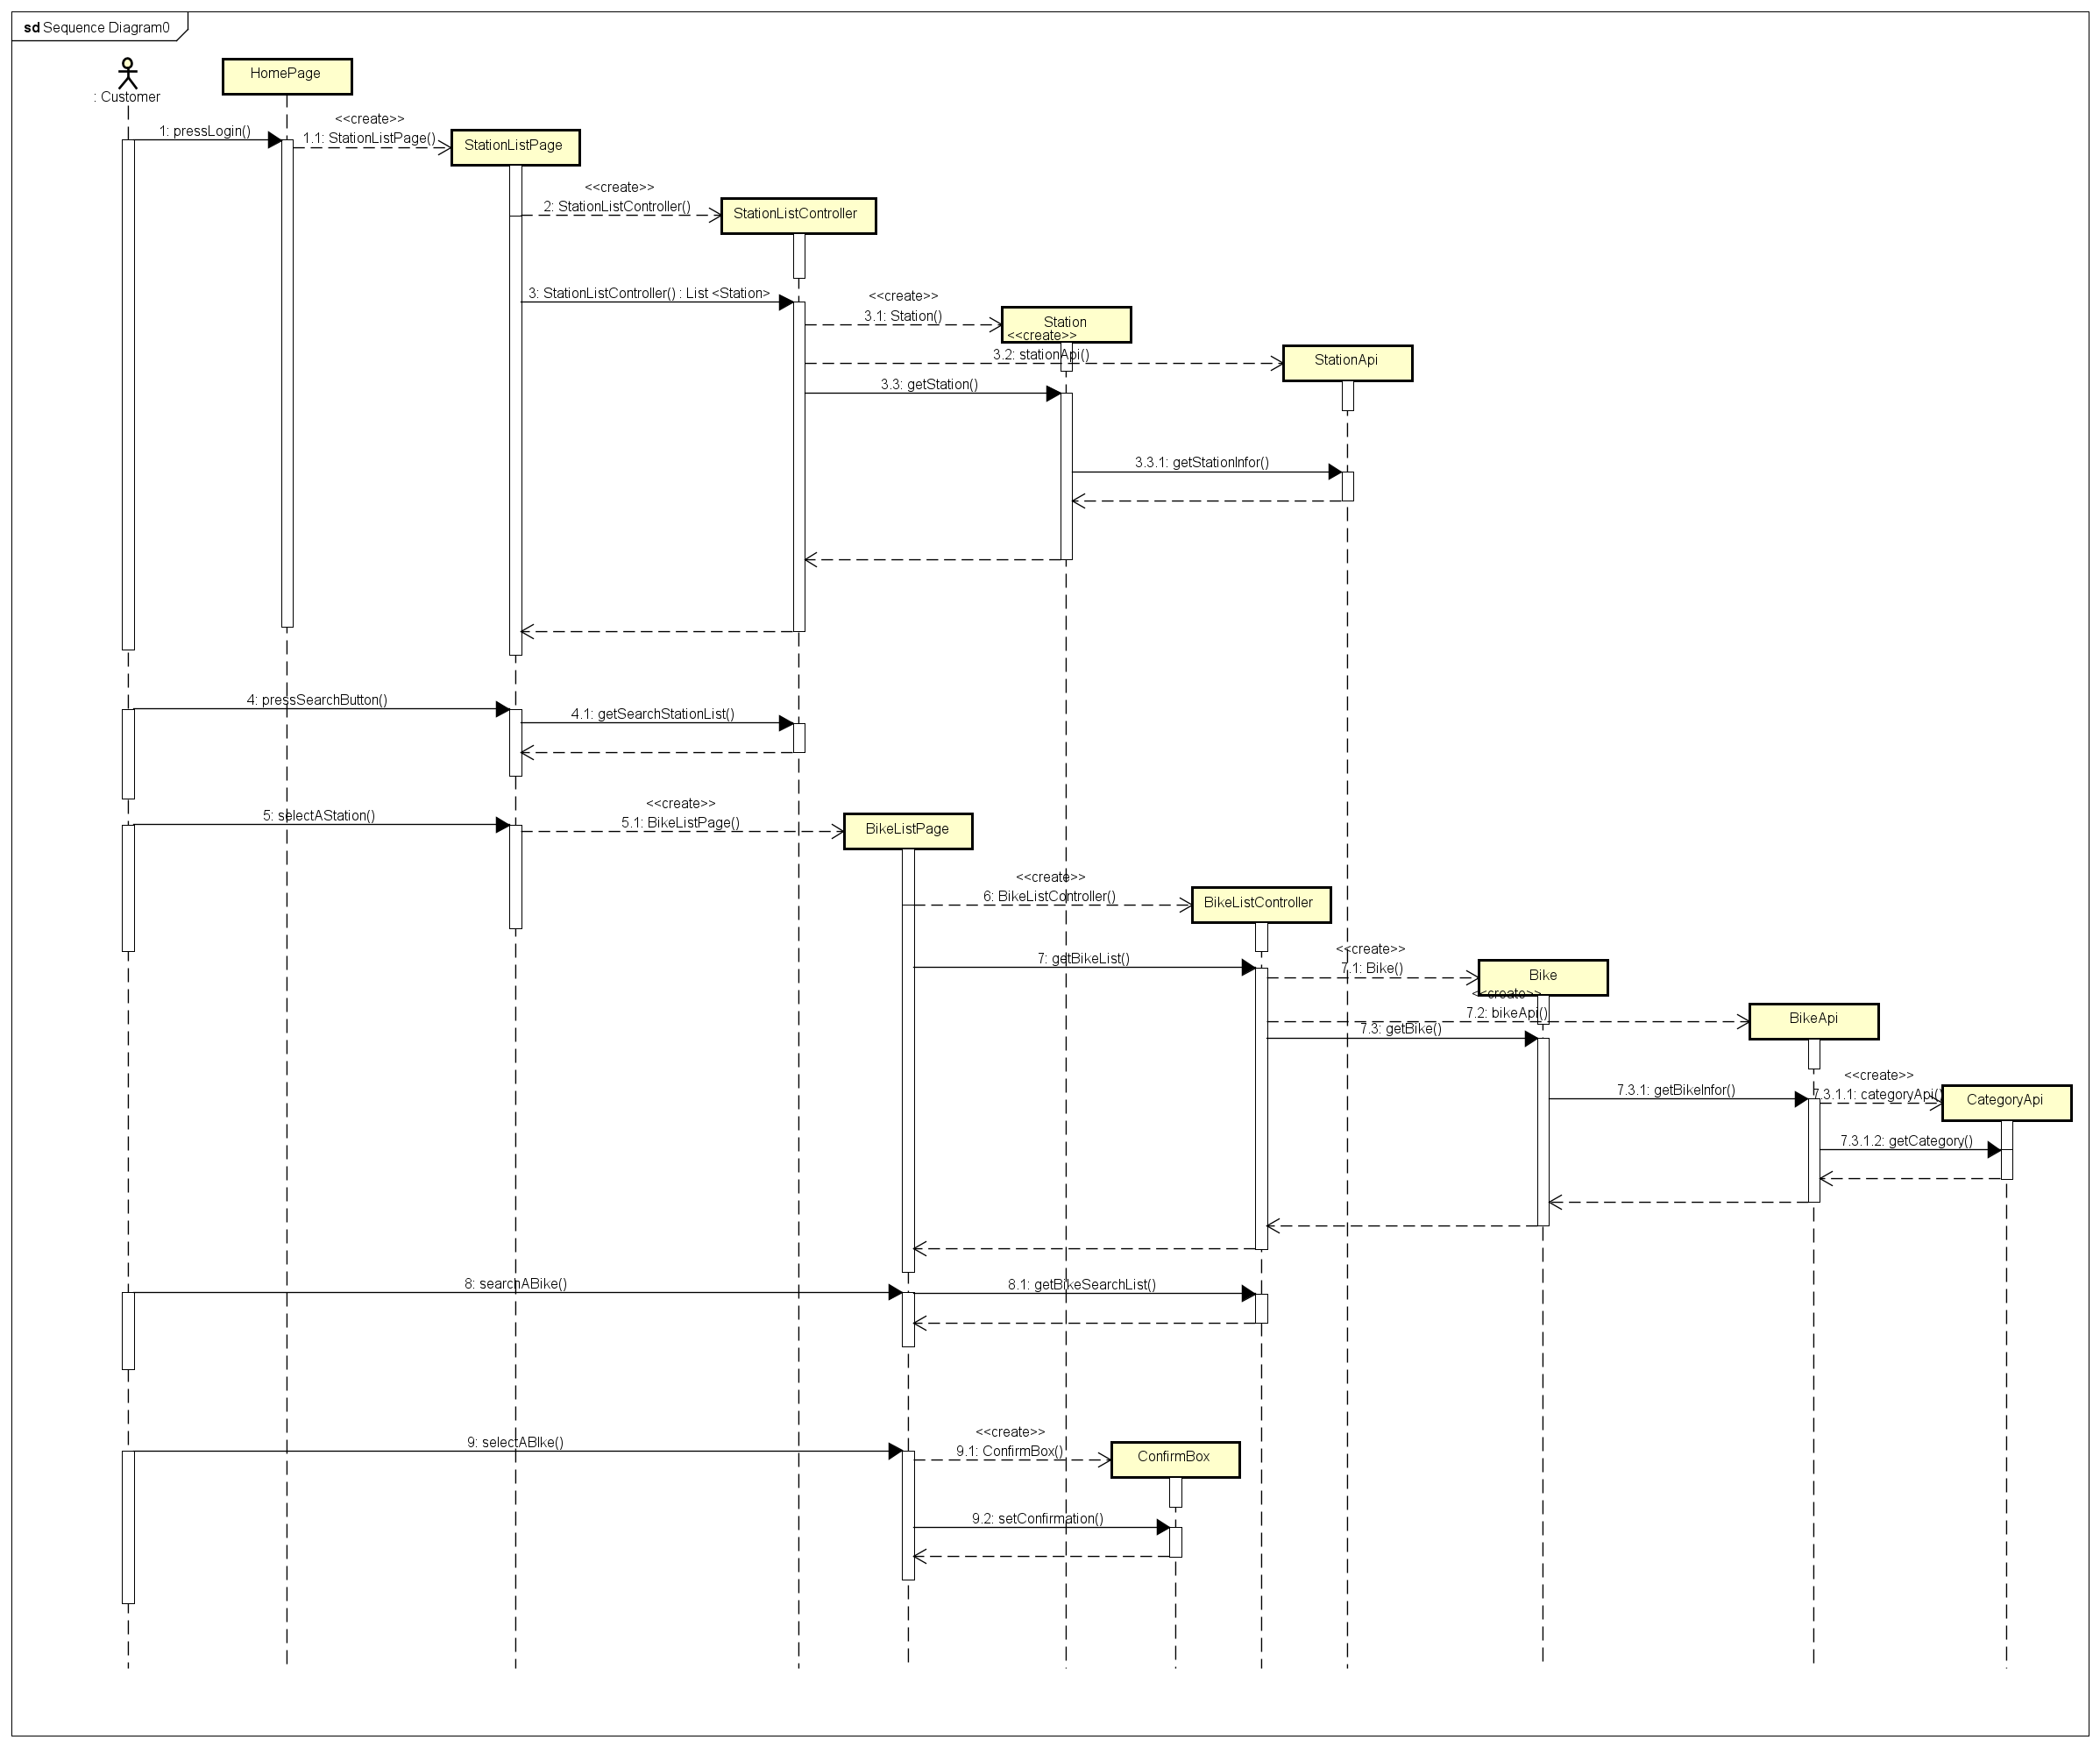 sd Sequence Diagram0
: Customer
HomePage
1: pressLogin()
<<create>>
1.1: StationListPage()
StationListPage
<<create>>
2: StationListController()
StationListController
3: StationListController() : List <Station>
<<create>>
3.1: Station()
Station
<<create>>
3.2: stationApi()
StationApi
3.3: getStation()
3.3.1: getStationInfor()
4: pressSearchButton()
4.1: getSearchStationList()
5: selectAStation()
<<create>>
5.1: BikeListPage()
BikeListPage
<<create>>
6: BikeListController()
BikeListController
7: getBikeList()
<<create>>
7.1: Bike()
Bike
<<create>>
7.2: bikeApi()
BikeApi
7.3: getBike()
7.3.1: getBikeInfor()
<<create>>
7.3.1.1: categoryApi()
CategoryApi
7.3.1.2: getCategory()
8: searchABike()
8.1: getBikeSearchList()
9: selectABIke()
<<create>>
9.1: ConfirmBox()
ConfirmBox
9.2: setConfirmation()